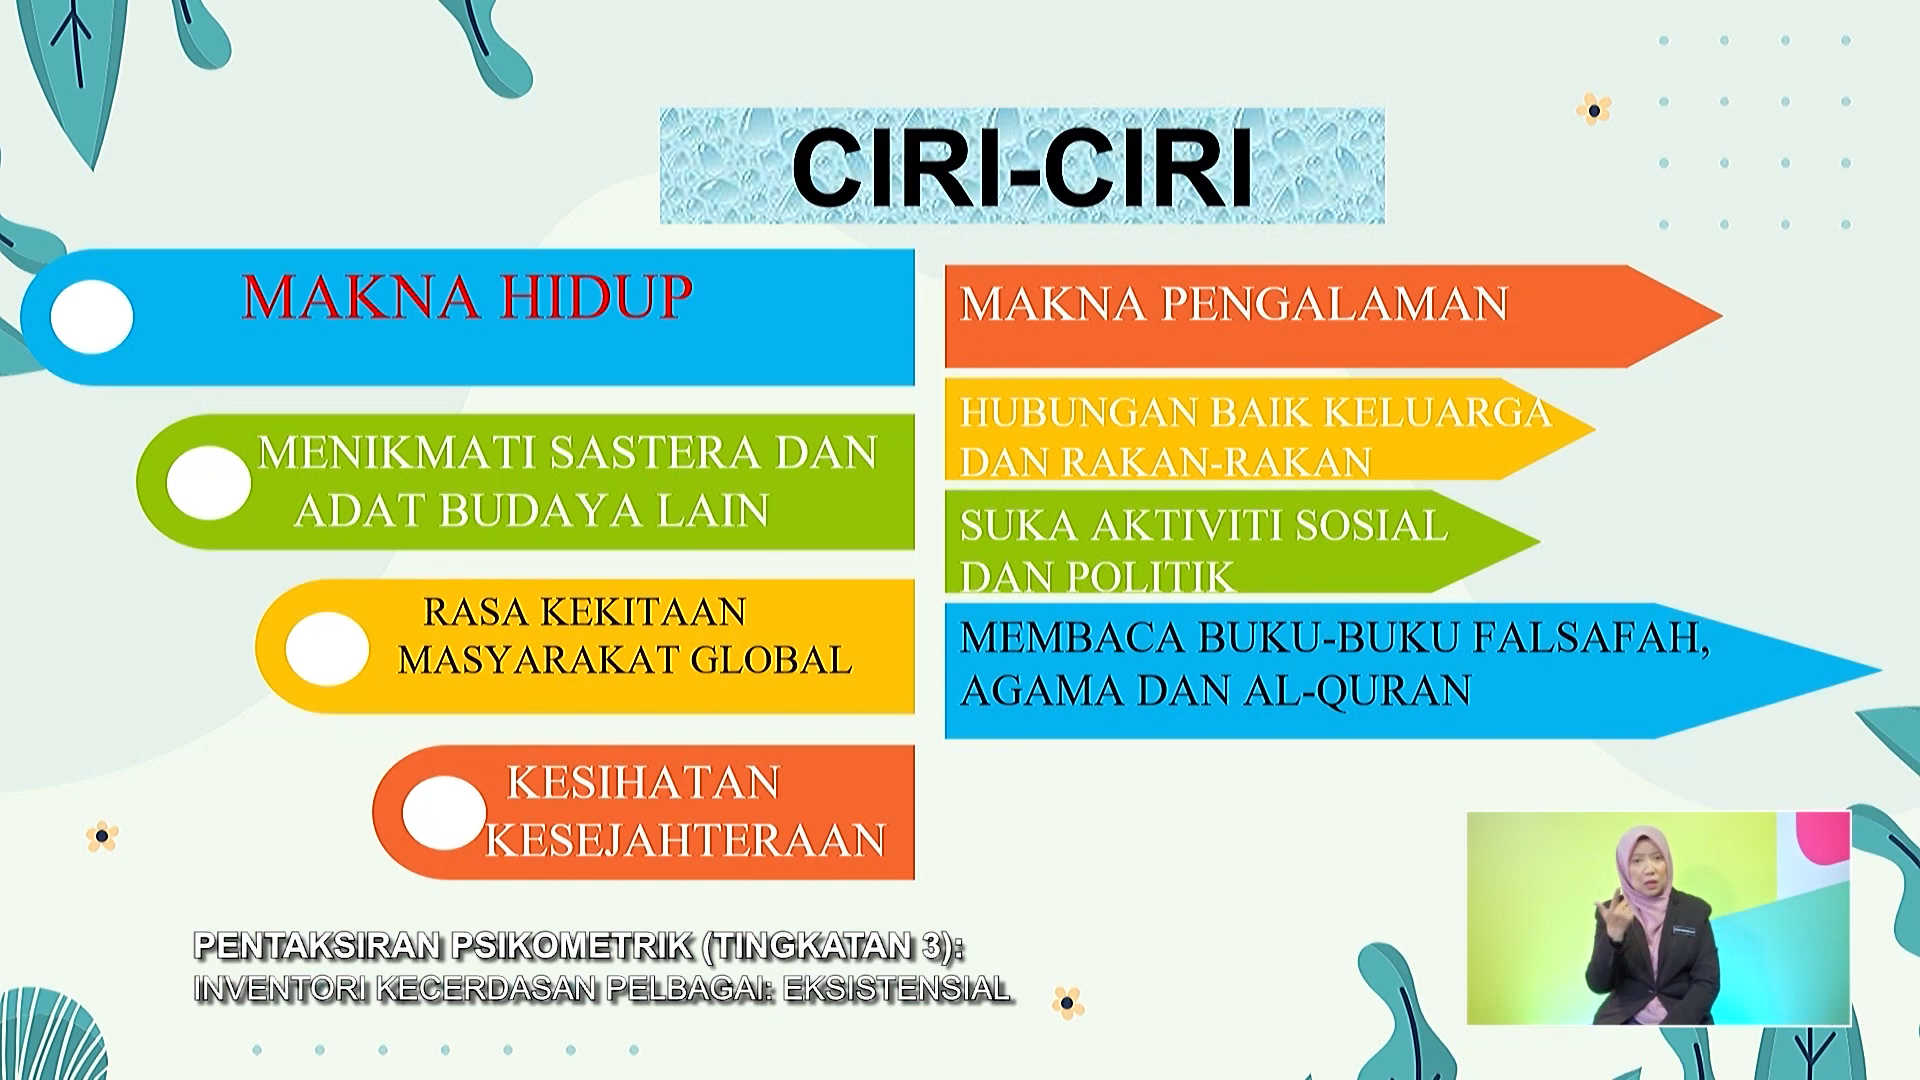 CIRI-CIRI
MAKNA HIDUP
MENIKMATI SASTERA DAN
ADAT BUDAYA LAIN
RASA KEKITAAN
MASYARAKAT GLOBAL
KESIHATAN
KESEJAHTERAAN
MAKNA PENGALAMAN
HUBUNGAN BAIK KELUARGA
DAN RAKAN-RAKAN
SUKA AKTIVITI SOSIAL
DAN POLITIK
MEMBACA BUKU-BUKU FALSAFAH,
AGAMA DAN AL-QURAN
PENTAKSIRAN PSIKOMETRIK (TINGKATAN 3):
INVENTORI KECERDASAN PELBAGAI: EKSISTENSIAL